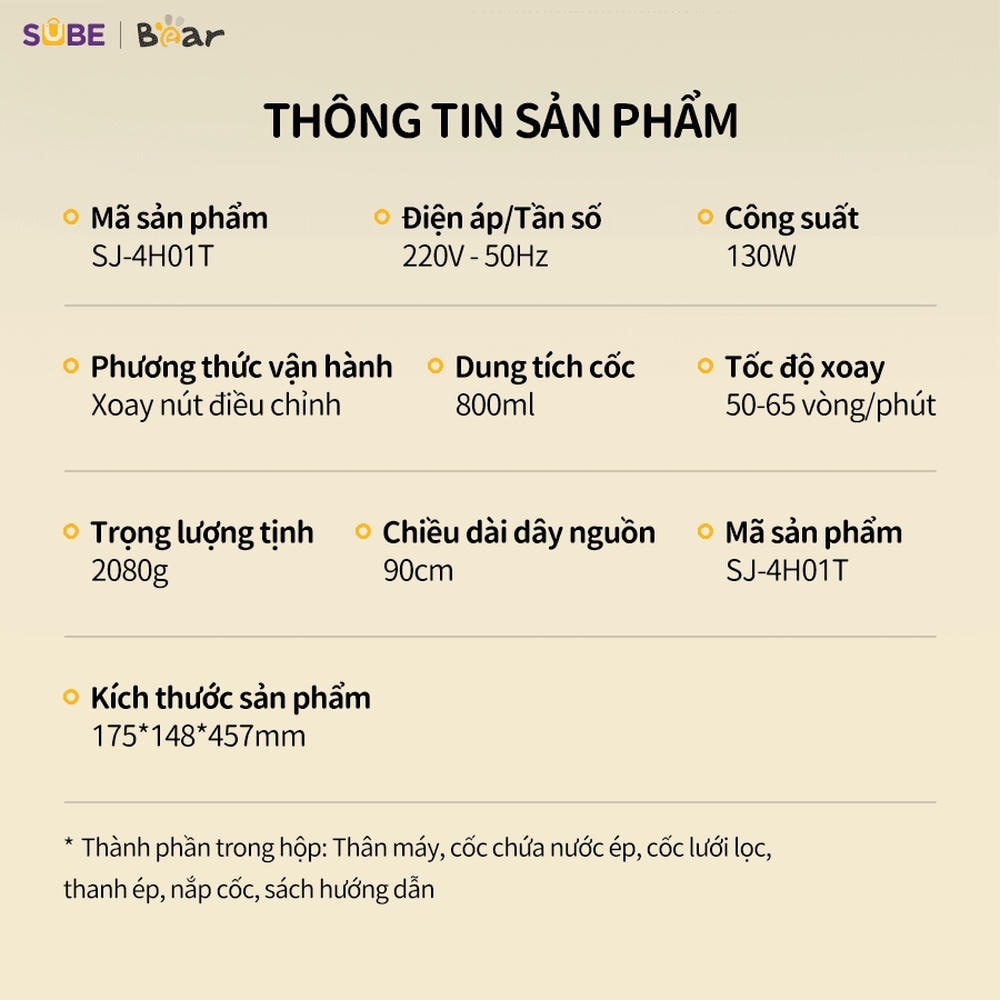 SUBE | Bear
THÔNG TIN SẢN PHẨM
Mã sản phẩm
SJ-4H01T
Điện áp/Tần số
220V - 50Hz
Công suất
130W
Phương thức vận hành
Xoay nút điều chỉnh
Dung tích cốc
800ml
Tốc độ xoay
50-65 vòng/phút
Trọng lượng tịnh
2080g
Chiều dài dây nguồn
90cm
Mã sản phẩm
SJ-4H01T
Kích thước sản phẩm
175*148*457mm
* Thành phần trong hộp: Thân máy, cốc chứa nước ép, cốc lưới lọc,
thanh ép, nắp cốc, sách hướng dẫn